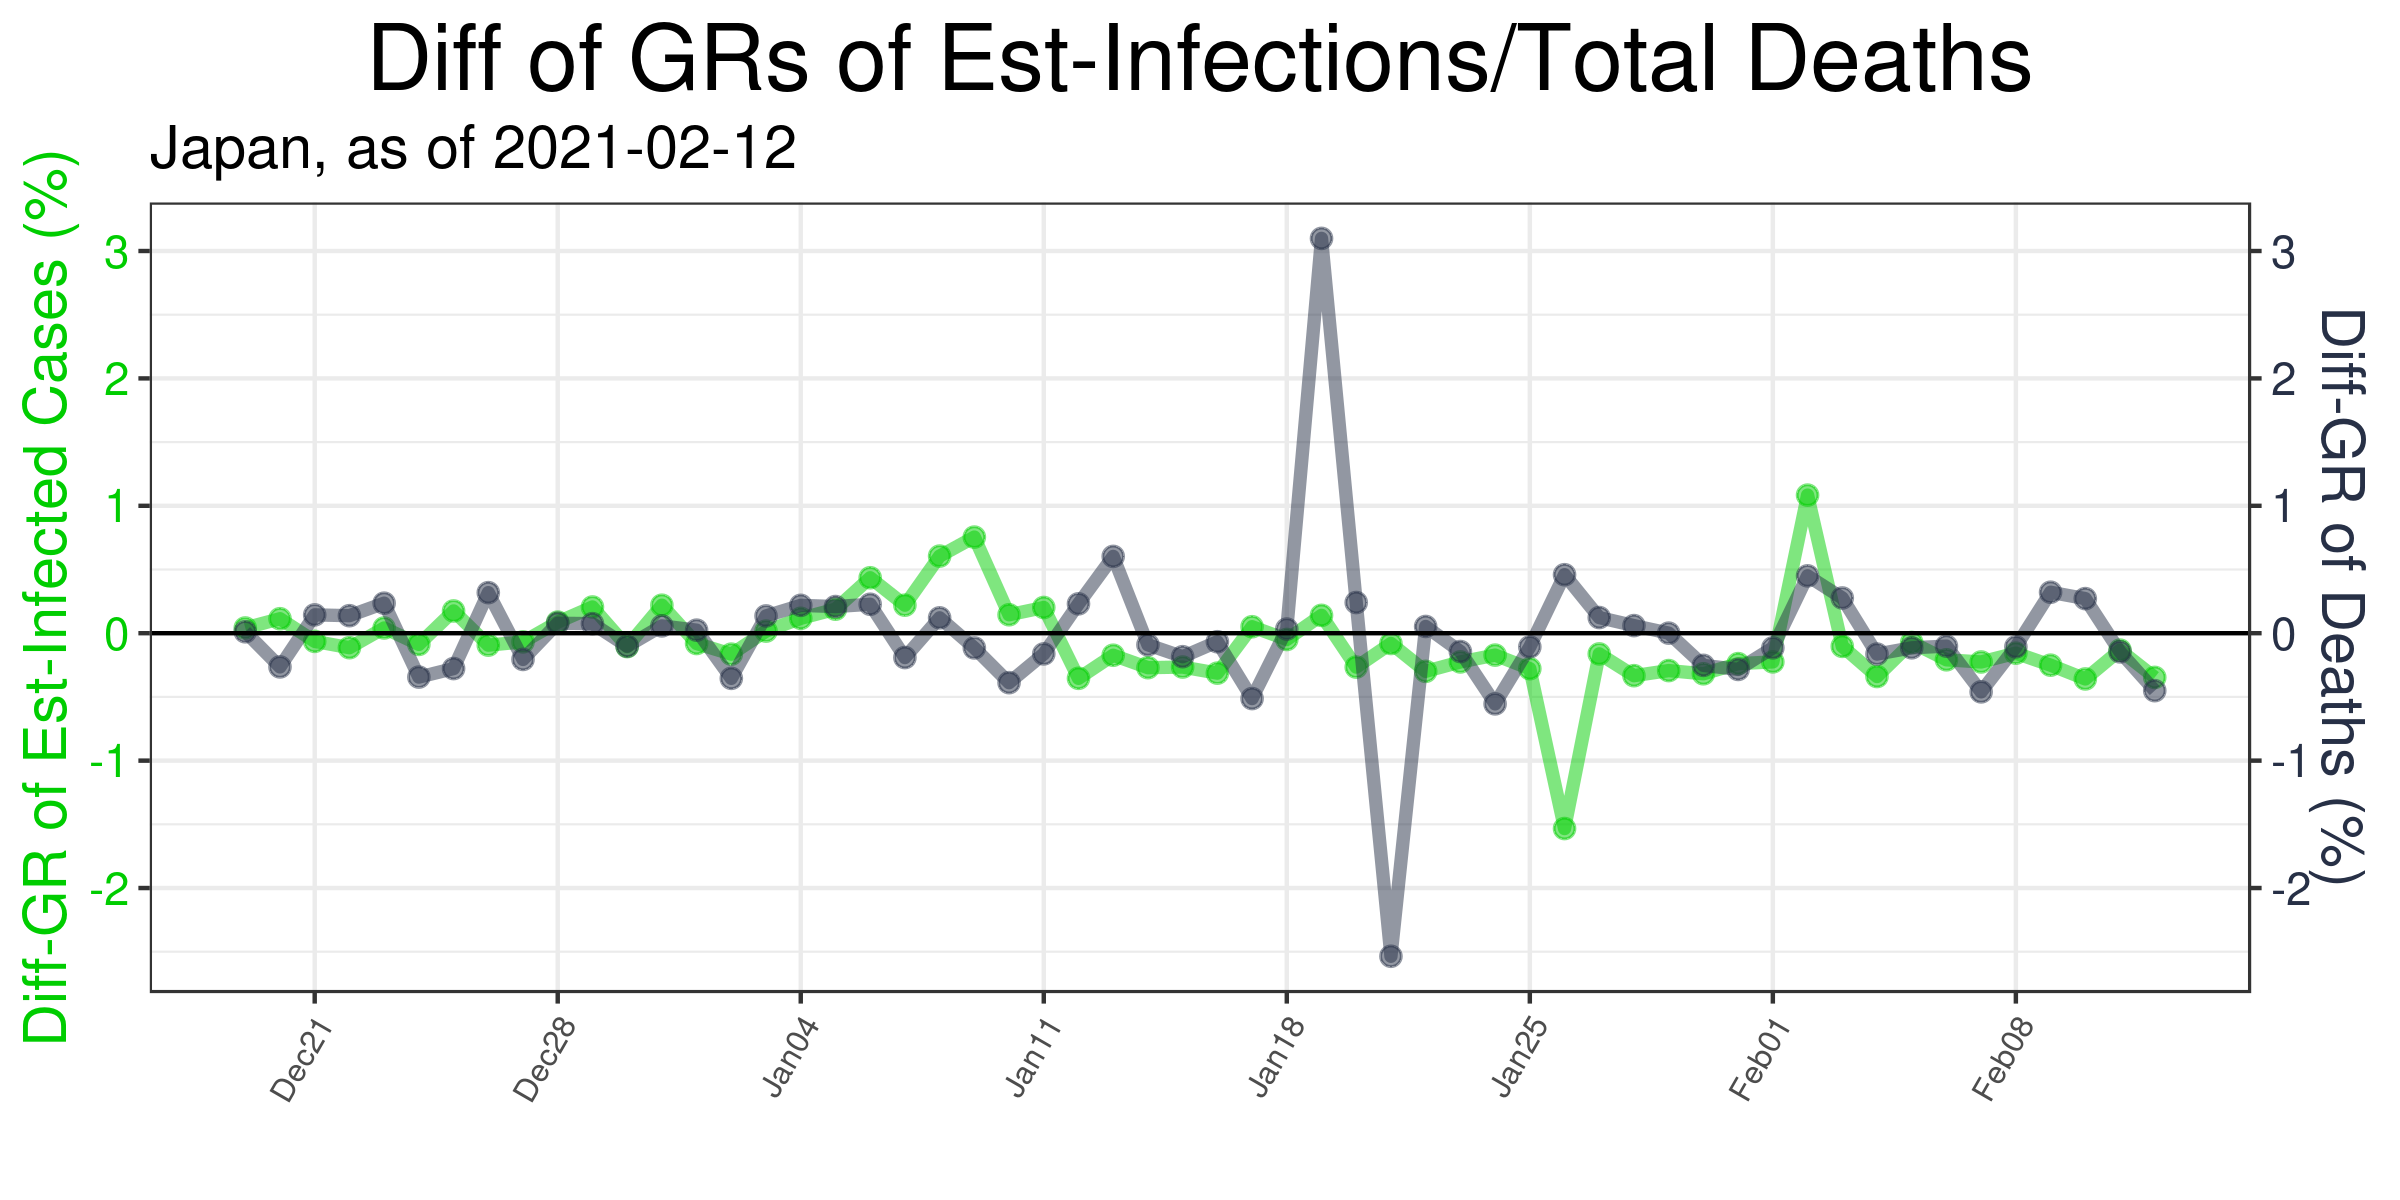 Diff of GRs of Est-Infections/Total Deaths
Japan, as of 2021-02-12
Diff-GR of Est-Infected Cases (%)
3
2
1
0
-1
-2
3
2
1
0
-1
-2
Diff-GR of Deaths (%)
Dec21
Dec28
Jan04
Jan11
Jan18
Jan25
Feb01
Feb08